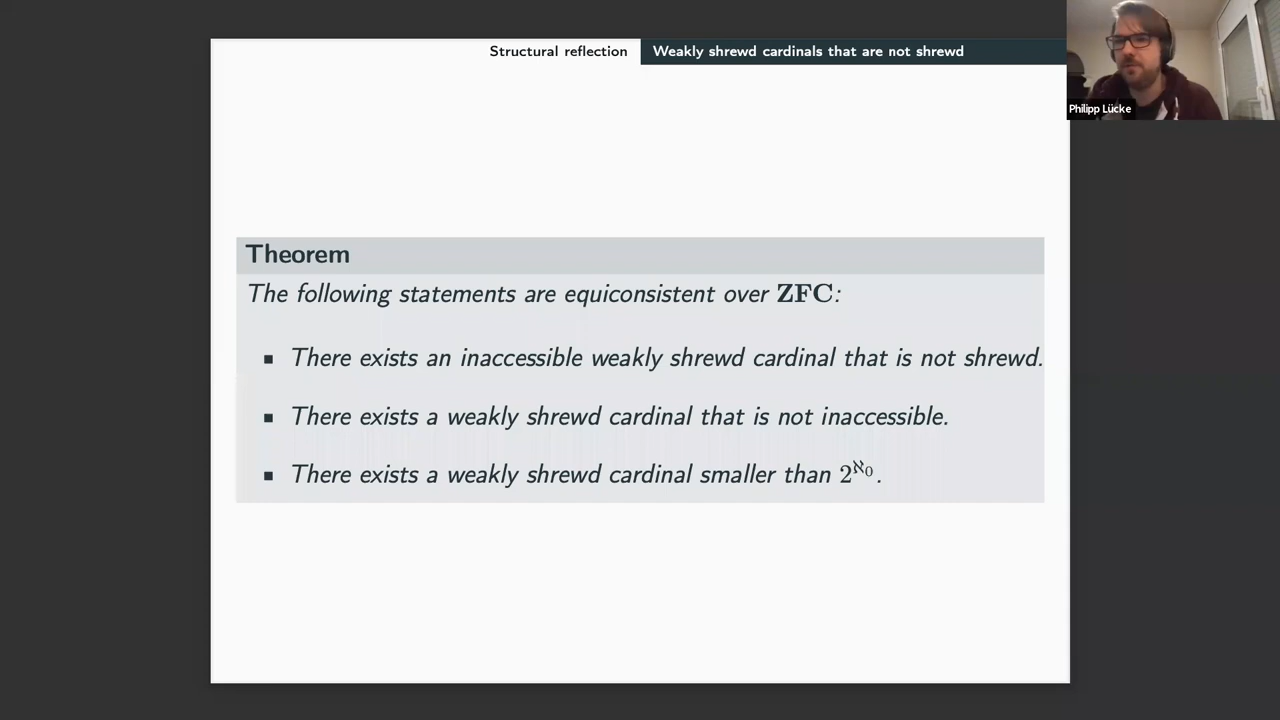 Structural reflection
Weakly shrewd cardinals that are not shrewd
Philipp Lücke
Theorem
The following statements are equiconsistent over ZFC:
▪ There exists an inaccessible weakly shrewd cardinal that is not shrewd.
▪ There exists a weakly shrewd cardinal that is not inaccessible.
▪ There exists a weakly shrewd cardinal smaller than 2^ℵ₀.